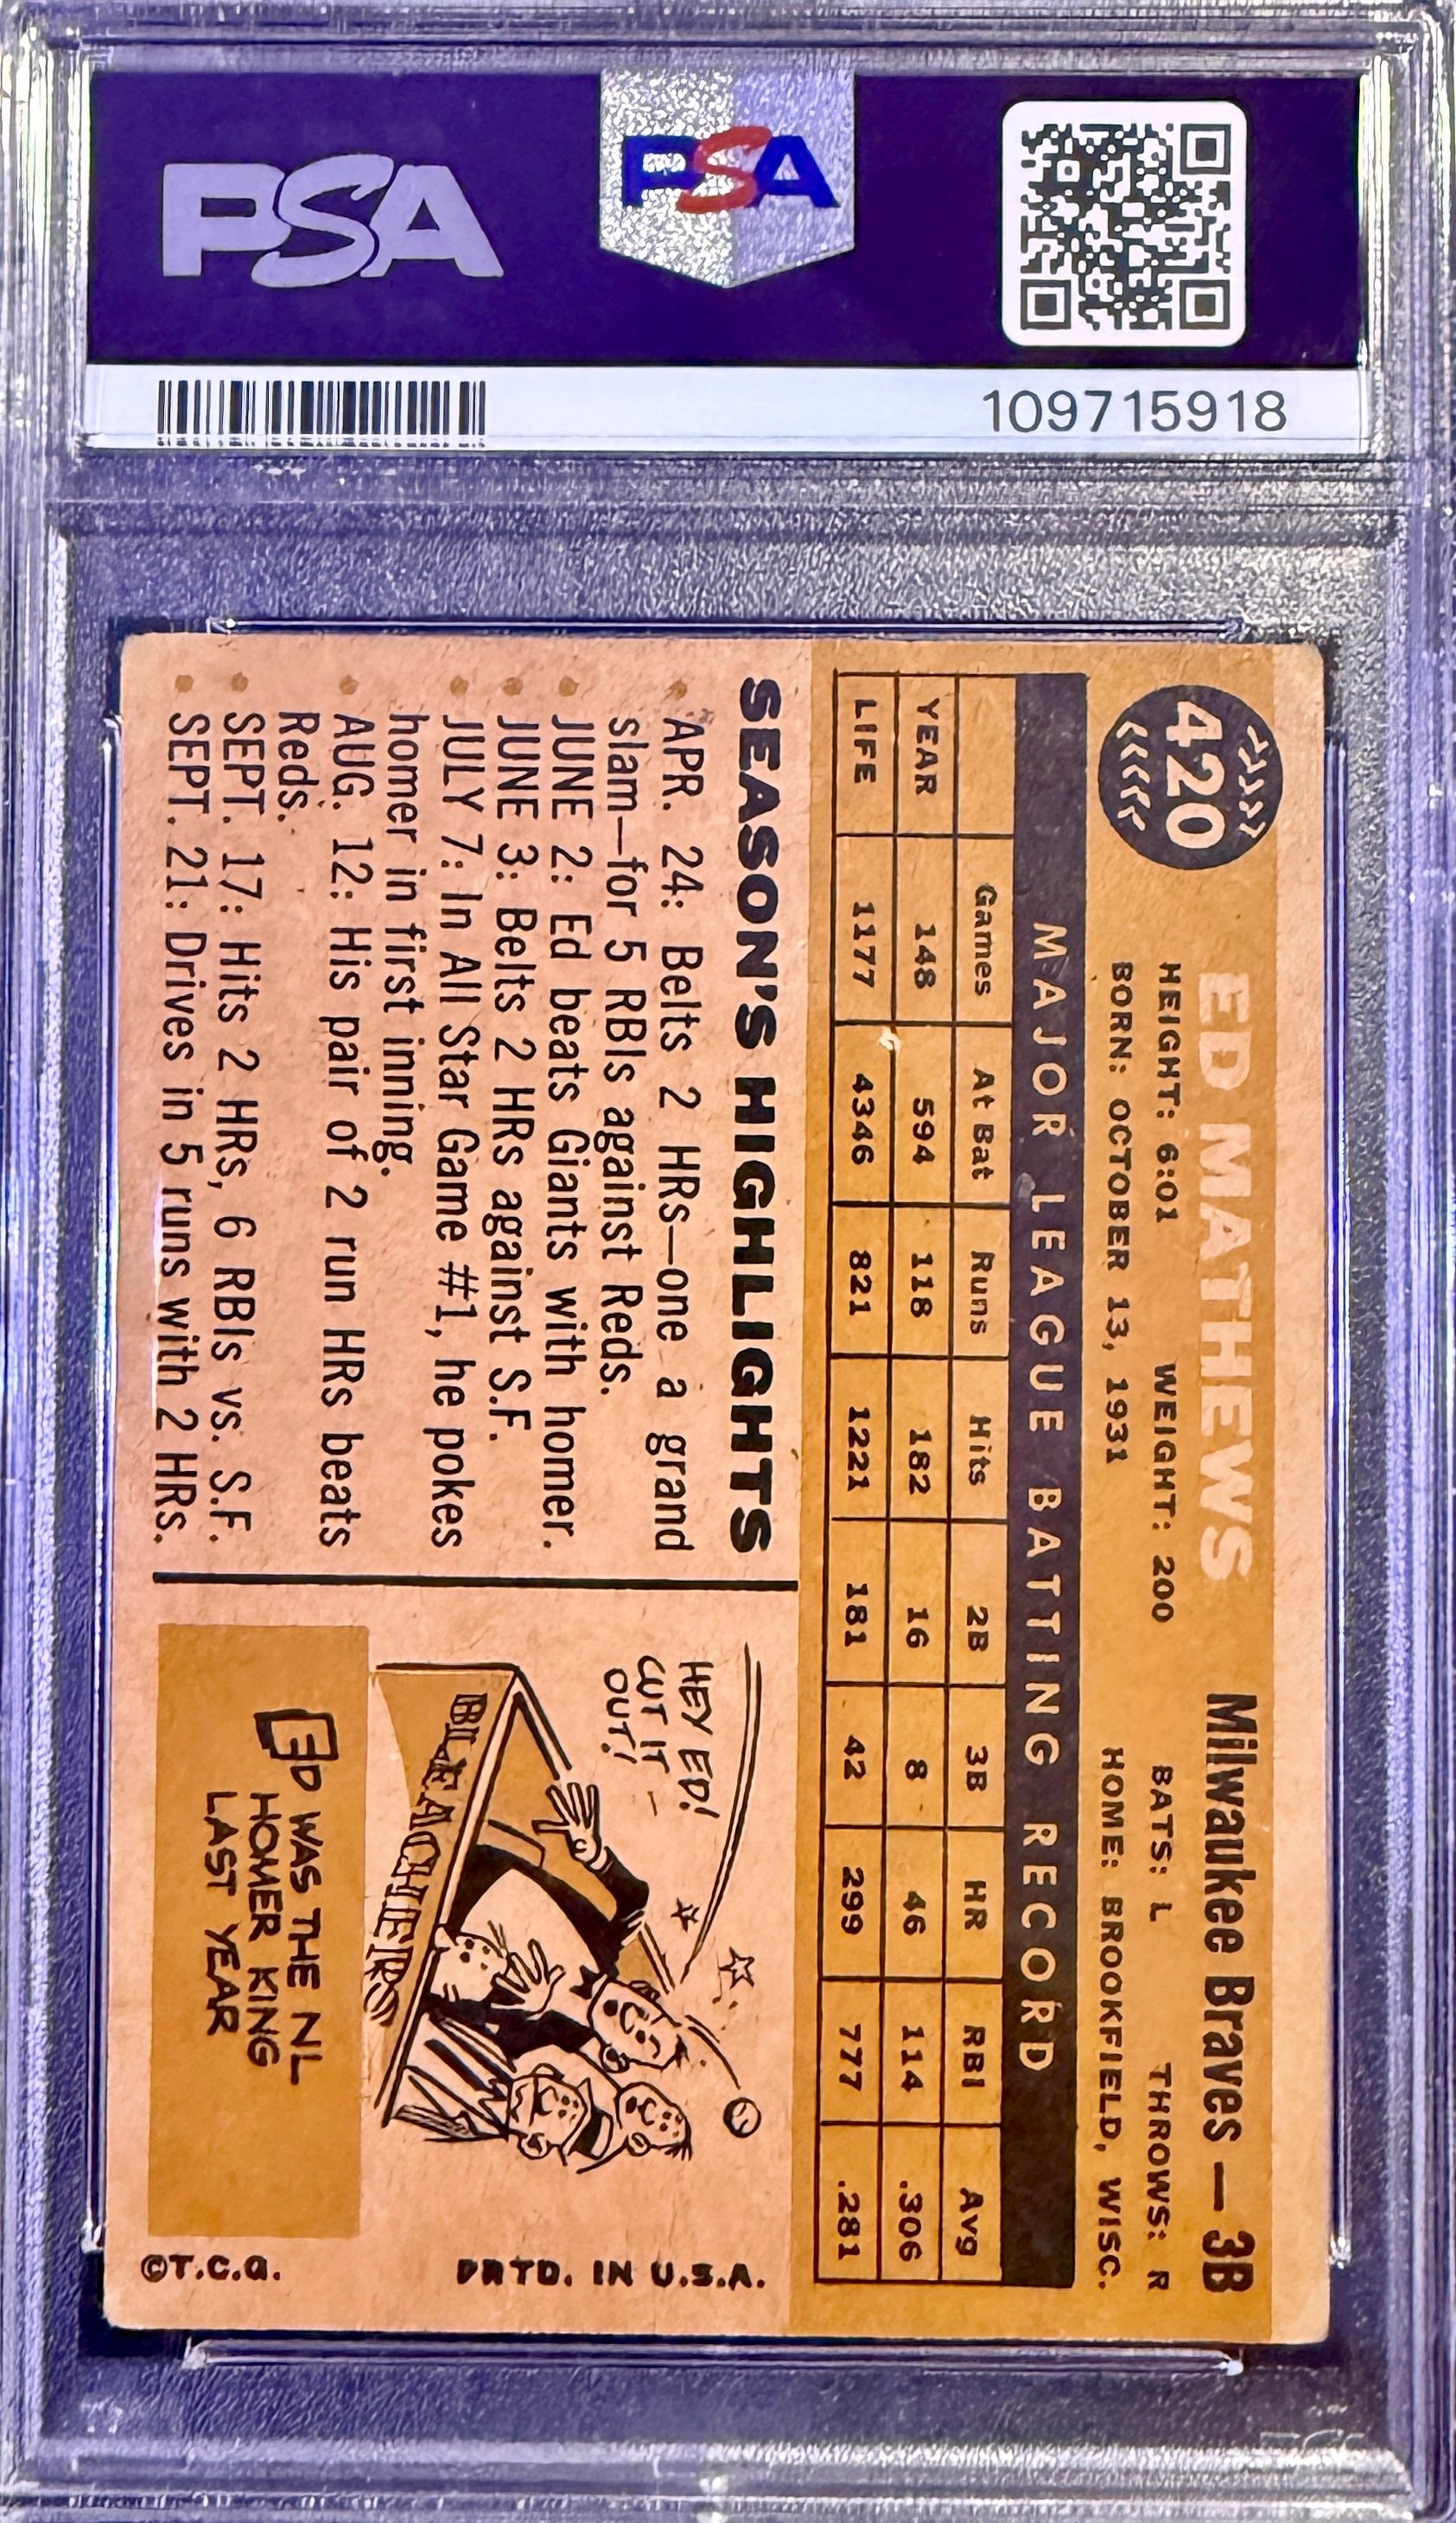 PSA
PSA
109715918
420
ED MATHEWS Milwaukee Braves — 3B
HEIGHT: 6:01 WEIGHT: 200 BATS: L THROWS: R
BORN: OCTOBER 13, 1931 HOME: BROOKFIELD, WISC.
MAJOR LEAGUE BATTING RECORD
Games At Bat Runs Hits 2B 3B HR RBI Avg
YEAR 148 594 118 182 16 8 46 114 .306
LIFE 1177 4346 821 1221 181 42 299 777 .281
SEASON'S HIGHLIGHTS
• APR. 24: Belts 2 HRs—one a grand
slam—for 5 RBIs against Reds.
• JUNE 2: Ed beats Giants with homer.
• JUNE 3: Belts 2 HRs against S.F.
• JULY 7: In All Star Game #1, he pokes
homer in first inning.
• AUG. 12: His pair of 2 run HRs beats
Reds.
• SEPT. 17: Hits 2 HRs, 6 RBIs vs. S.F.
• SEPT. 21: Drives in 5 runs with 2 HRs.
HEY ED!
CUT IT –
OUT!
BLEACHERS
ED WAS THE NL
HOMER KING
LAST YEAR
©T.C.G. PRTD. IN U.S.A.